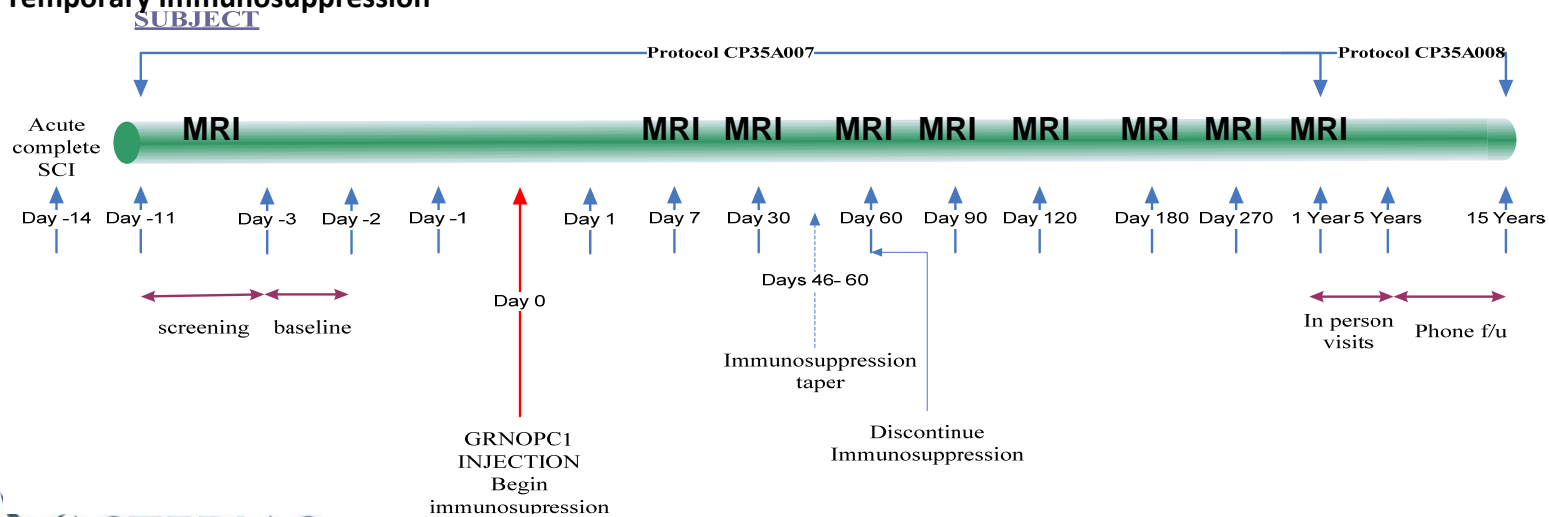 Temporary immunosuppression
SUBJECT
Protocol CP35A007
Protocol CP35A008
Acute
complete
SCI
MRI MRI MRI MRI MRI MRI MRI MRI MRI
Day -14 Day -11 Day -3 Day -2 Day -1 Day 1 Day 7 Day 30 Day 60 Day 90 Day 120 Day 180 Day 270 1 Year 5 Years 15 Years
Days 46- 60
Day 0
screening baseline
In person
visits
Phone f/u
Immunosuppression
taper
GRNOPC1
INJECTION
Begin
immunosupression
Discontinue
Immunosuppression